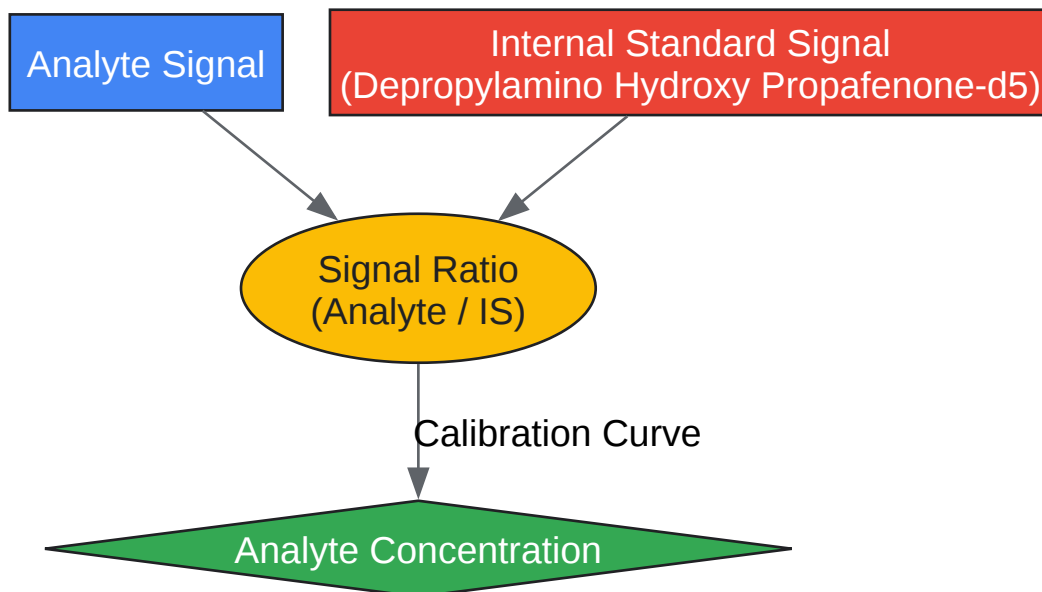 Analyte Signal
Internal Standard Signal
(Depropylamino Hydroxy Propafenone-d5)
Signal Ratio
(Analyte / IS)
Calibration Curve
Analyte Concentration